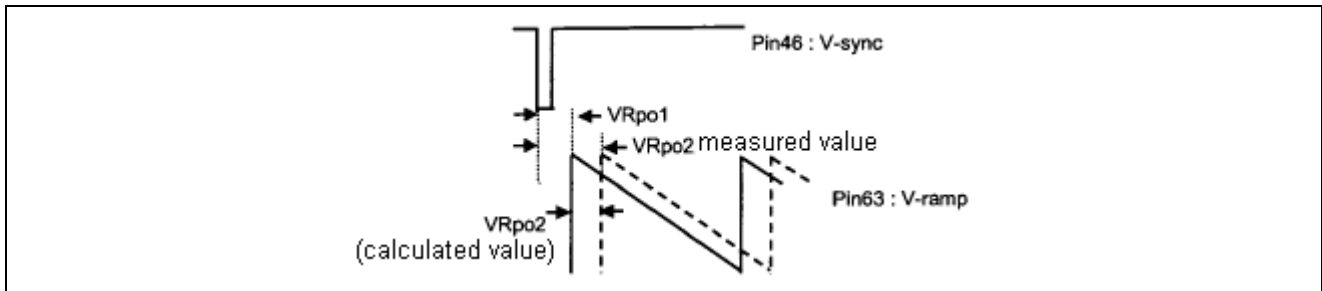 Pin46 : V-sync
VRpo1
VRpo2 measured value
Pin63 : V-ramp
VRpo2
(calculated value)